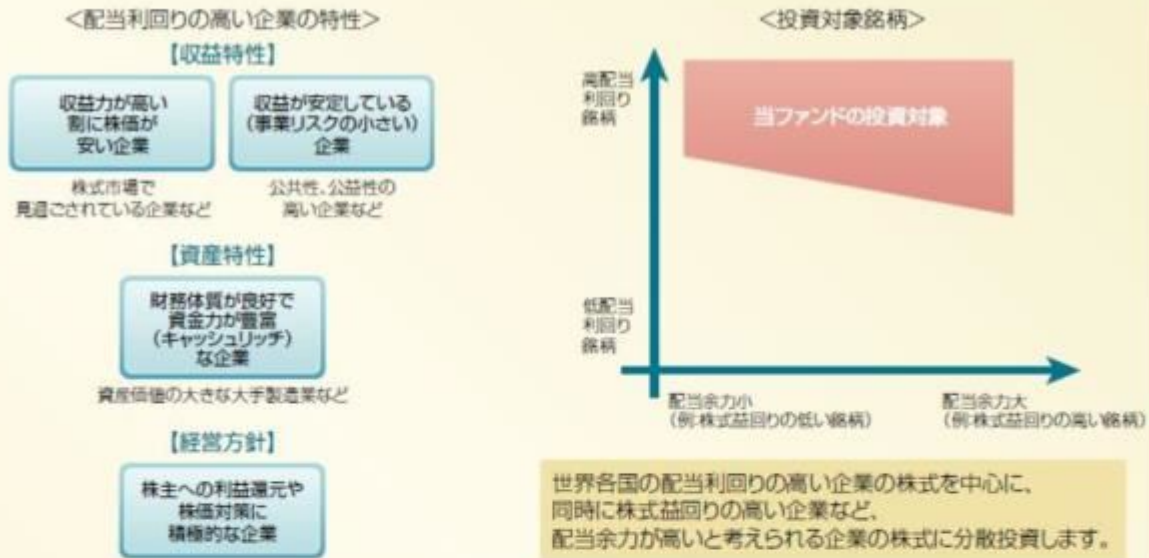 <配当利回りの高い企業の特性>
【収益特性】
収益力が高い
割に株価が
安い企業
株式市場で
見過ごされている企業など
収益が安定している
(事業リスクの小さい)
企業
公共性、公益性の
高い企業など
【資産特性】
財務体質が良好で
資金力が豊富
(キャッシュリッチ)
な企業
資産価値の大きな大手製造業など
【経営方針】
株主への利益還元や
株価対策に
積極的な企業
<投資対象銘柄>
高配当
利回り
銘柄
当ファンドの投資対象
低配当
利回り
銘柄
配当余力小
(例:株式益回りの低い銘柄)
配当余力大
(例:株式益回りの高い銘柄)
世界各国の配当利回りの高い企業の株式を中心に、
同時に株式益回りの高い企業など、
配当余力が高いと考えられる企業の株式に分散投資します。